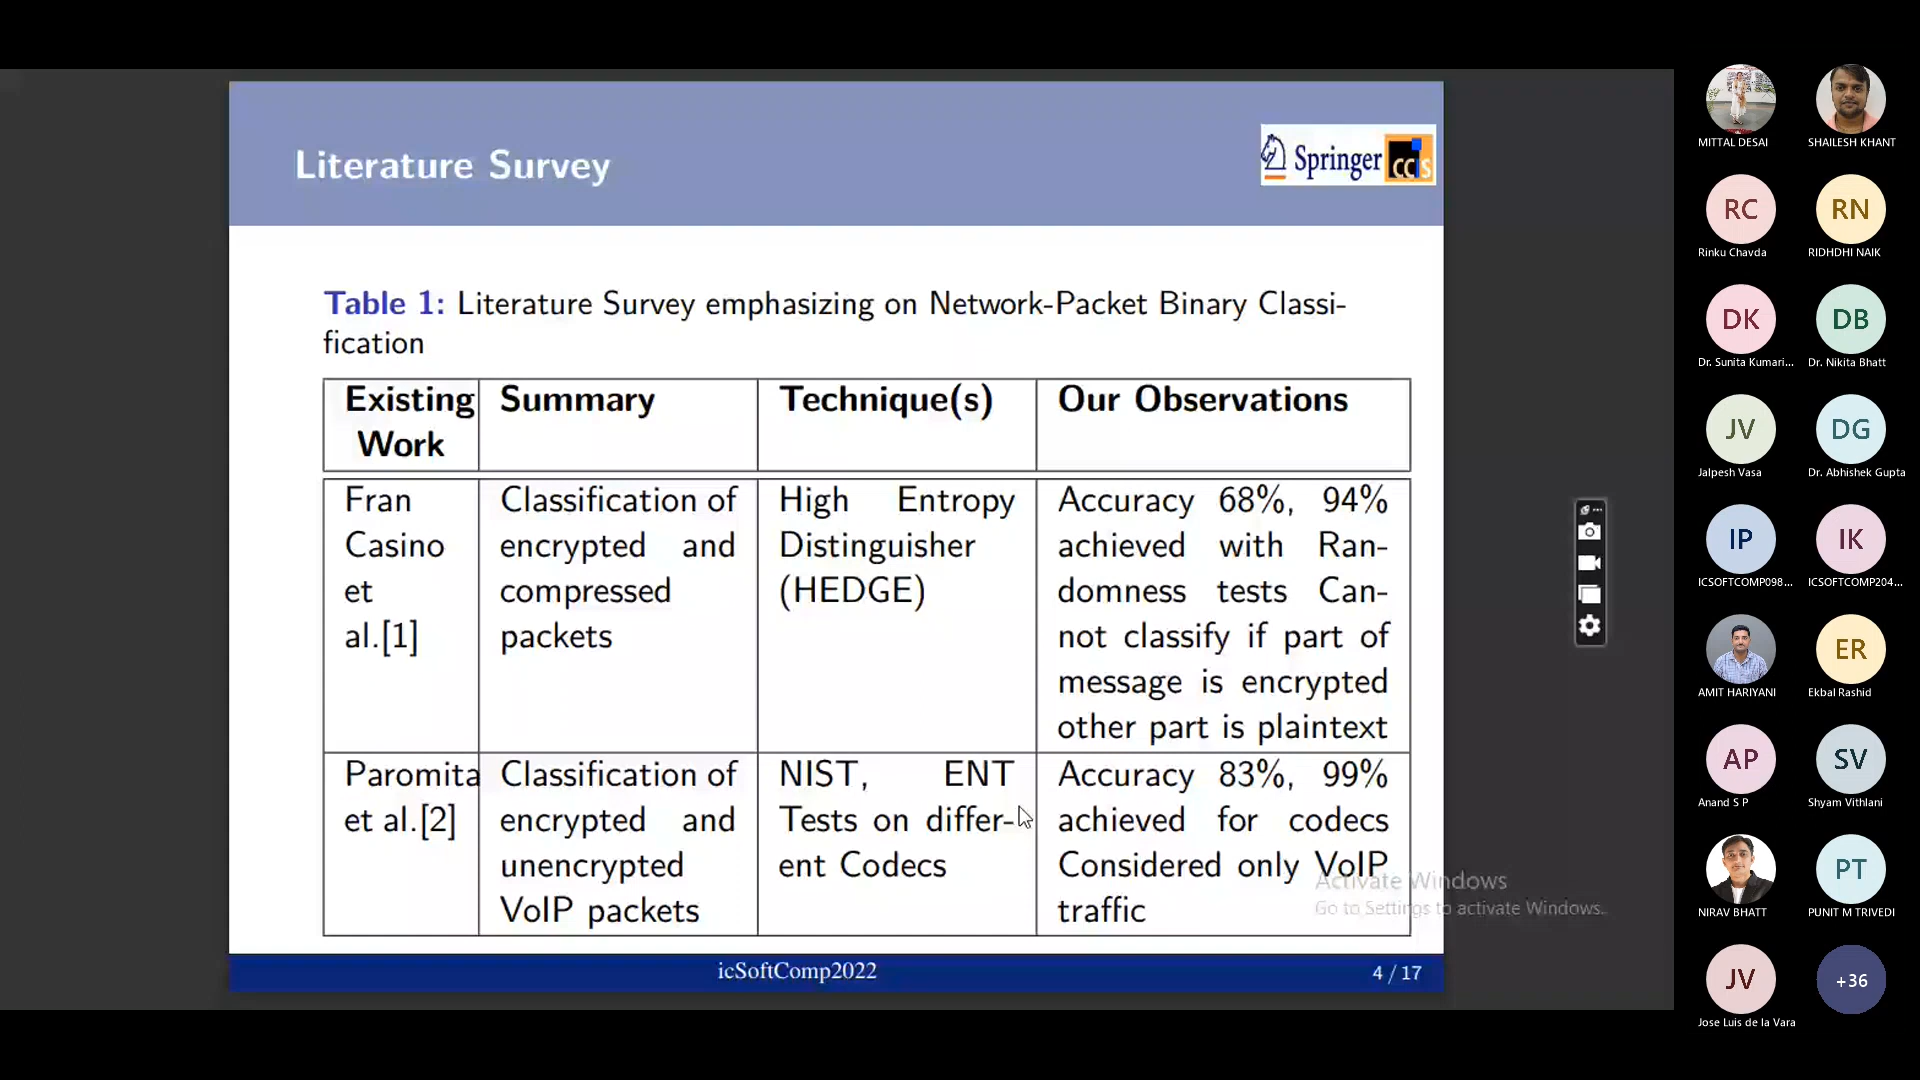 Literature Survey
Springer
CCIS
Table 1: Literature Survey emphasizing on Network-Packet Binary Classi-
fication
Existing
Work
Summary
Technique(s)
Our Observations
Fran
Casino
et
al.[1]
Classification of
encrypted and
compressed
packets
High Entropy
Distinguisher
(HEDGE)
Accuracy 68%, 94%
achieved with Ran-
domness tests Can-
not classify if part of
message is encrypted
other part is plaintext
Paromita
et al.[2]
Classification of
encrypted and
unencrypted
VoIP packets
NIST, ENT
Tests on differ-
ent Codecs
Accuracy 83%, 99%
achieved for codecs
Considered only VoIP
traffic
Activate Windows
Go to Settings to activate Windows.
icSoftComp2022
4 / 17
MITTAL DESAI
SHAILESH KHANT
RC
RN
Rinku Chavda
RIDHDHI NAIK
DK
DB
Dr. Sunita Kumari...
Dr. Nikita Bhatt
JV
DG
Jalpesh Vasa
Dr. Abhishek Gupta
IP
IK
ICSOFTCOMP098...
ICSOFTCOMP204...
ER
AMIT HARIYANI
Ekbal Rashid
AP
SV
Anand S P
Shyam Vithlani
PT
NIRAV BHATT
PUNIT M TRIVEDI
JV
+36
Jose Luis de la Vara